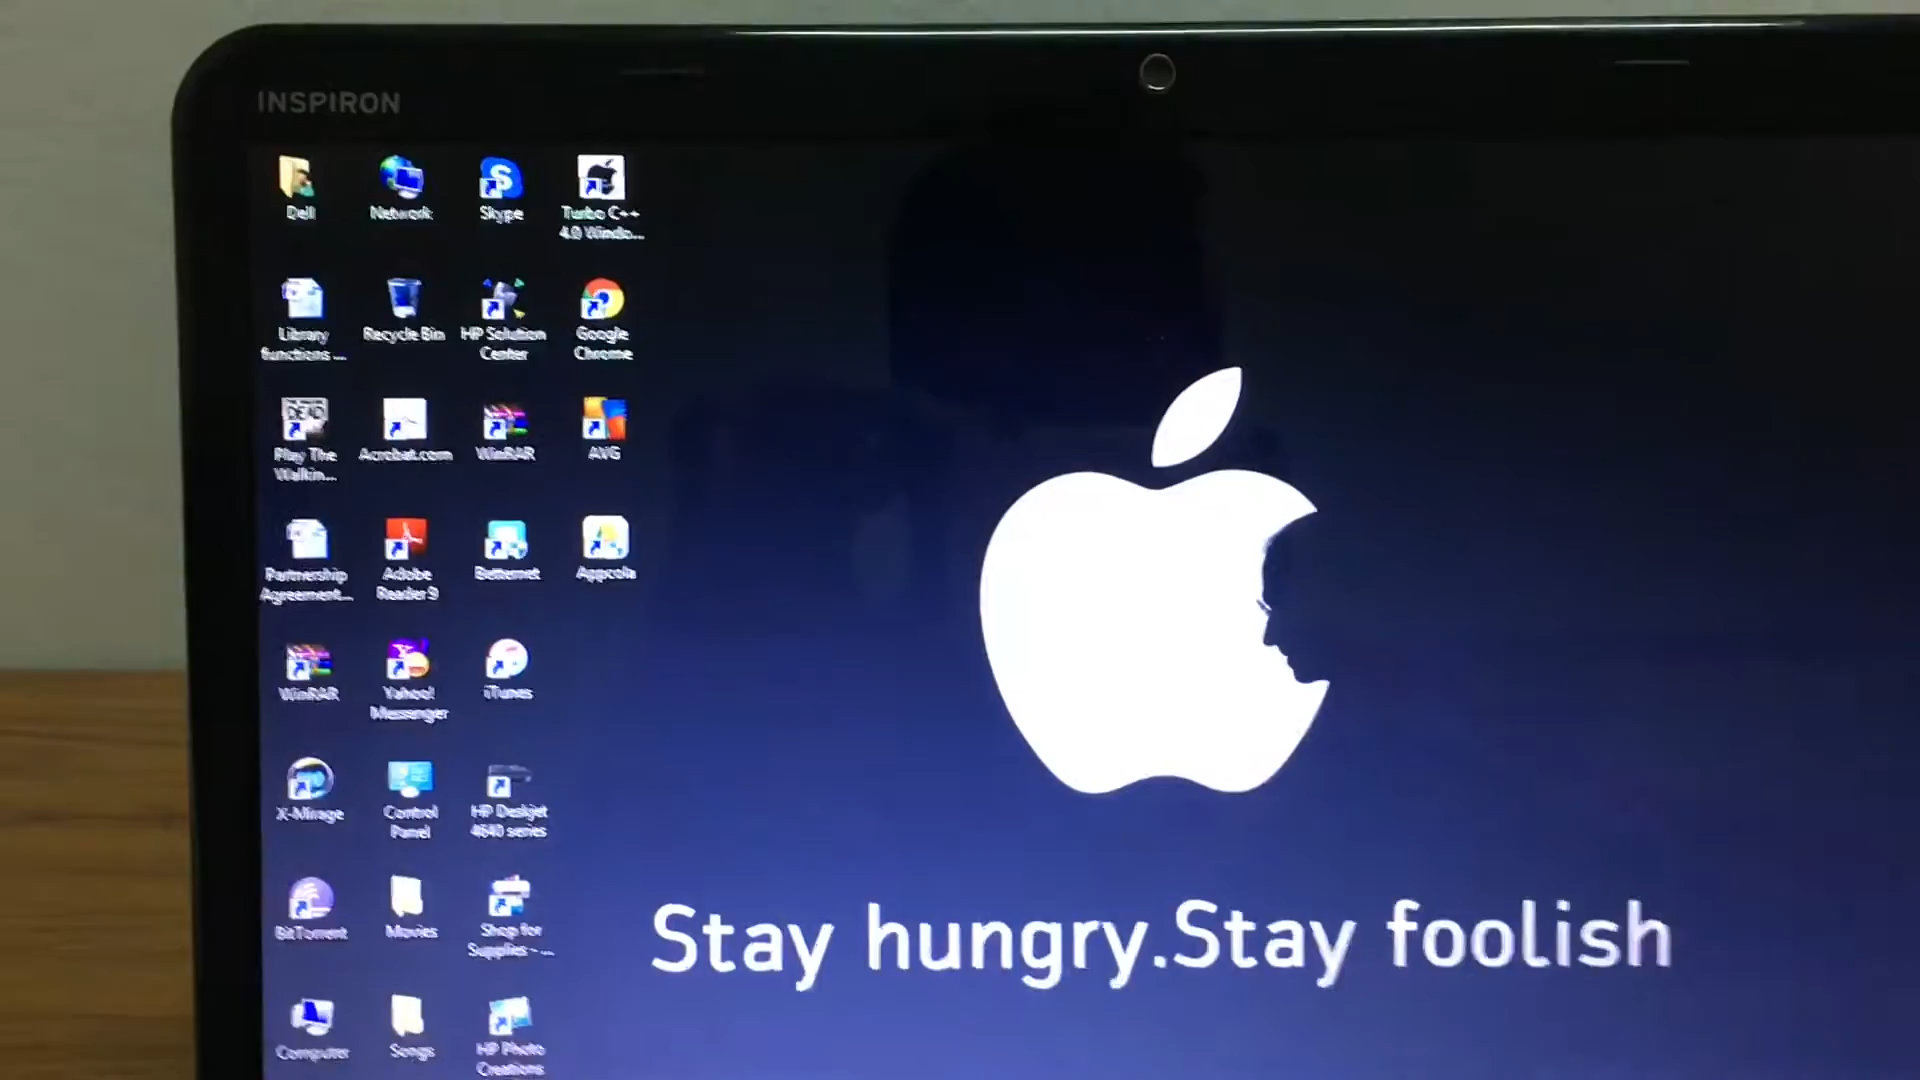 INSPIRON
Dell
Network
Skype
Turbo C++
4.0 Windo...
Library
functions ...
Recycle Bin
HP Solution
Center
Google
Chrome
DEAD
Play The
Walkin...
Acrobat.com
WinRAR
AVG
Partnership
Agreement...
Adobe
Reader 9
Betternet
Appcola
WinRAR
Yahoo!
Messenger
iTunes
X-Mirage
Control
Panel
HP Deskjet
4640 series
BitTorrent
Movies
Shop for
Supplies - ...
Computer
Songs
HP Photo
Creations
Stay hungry.Stay foolish